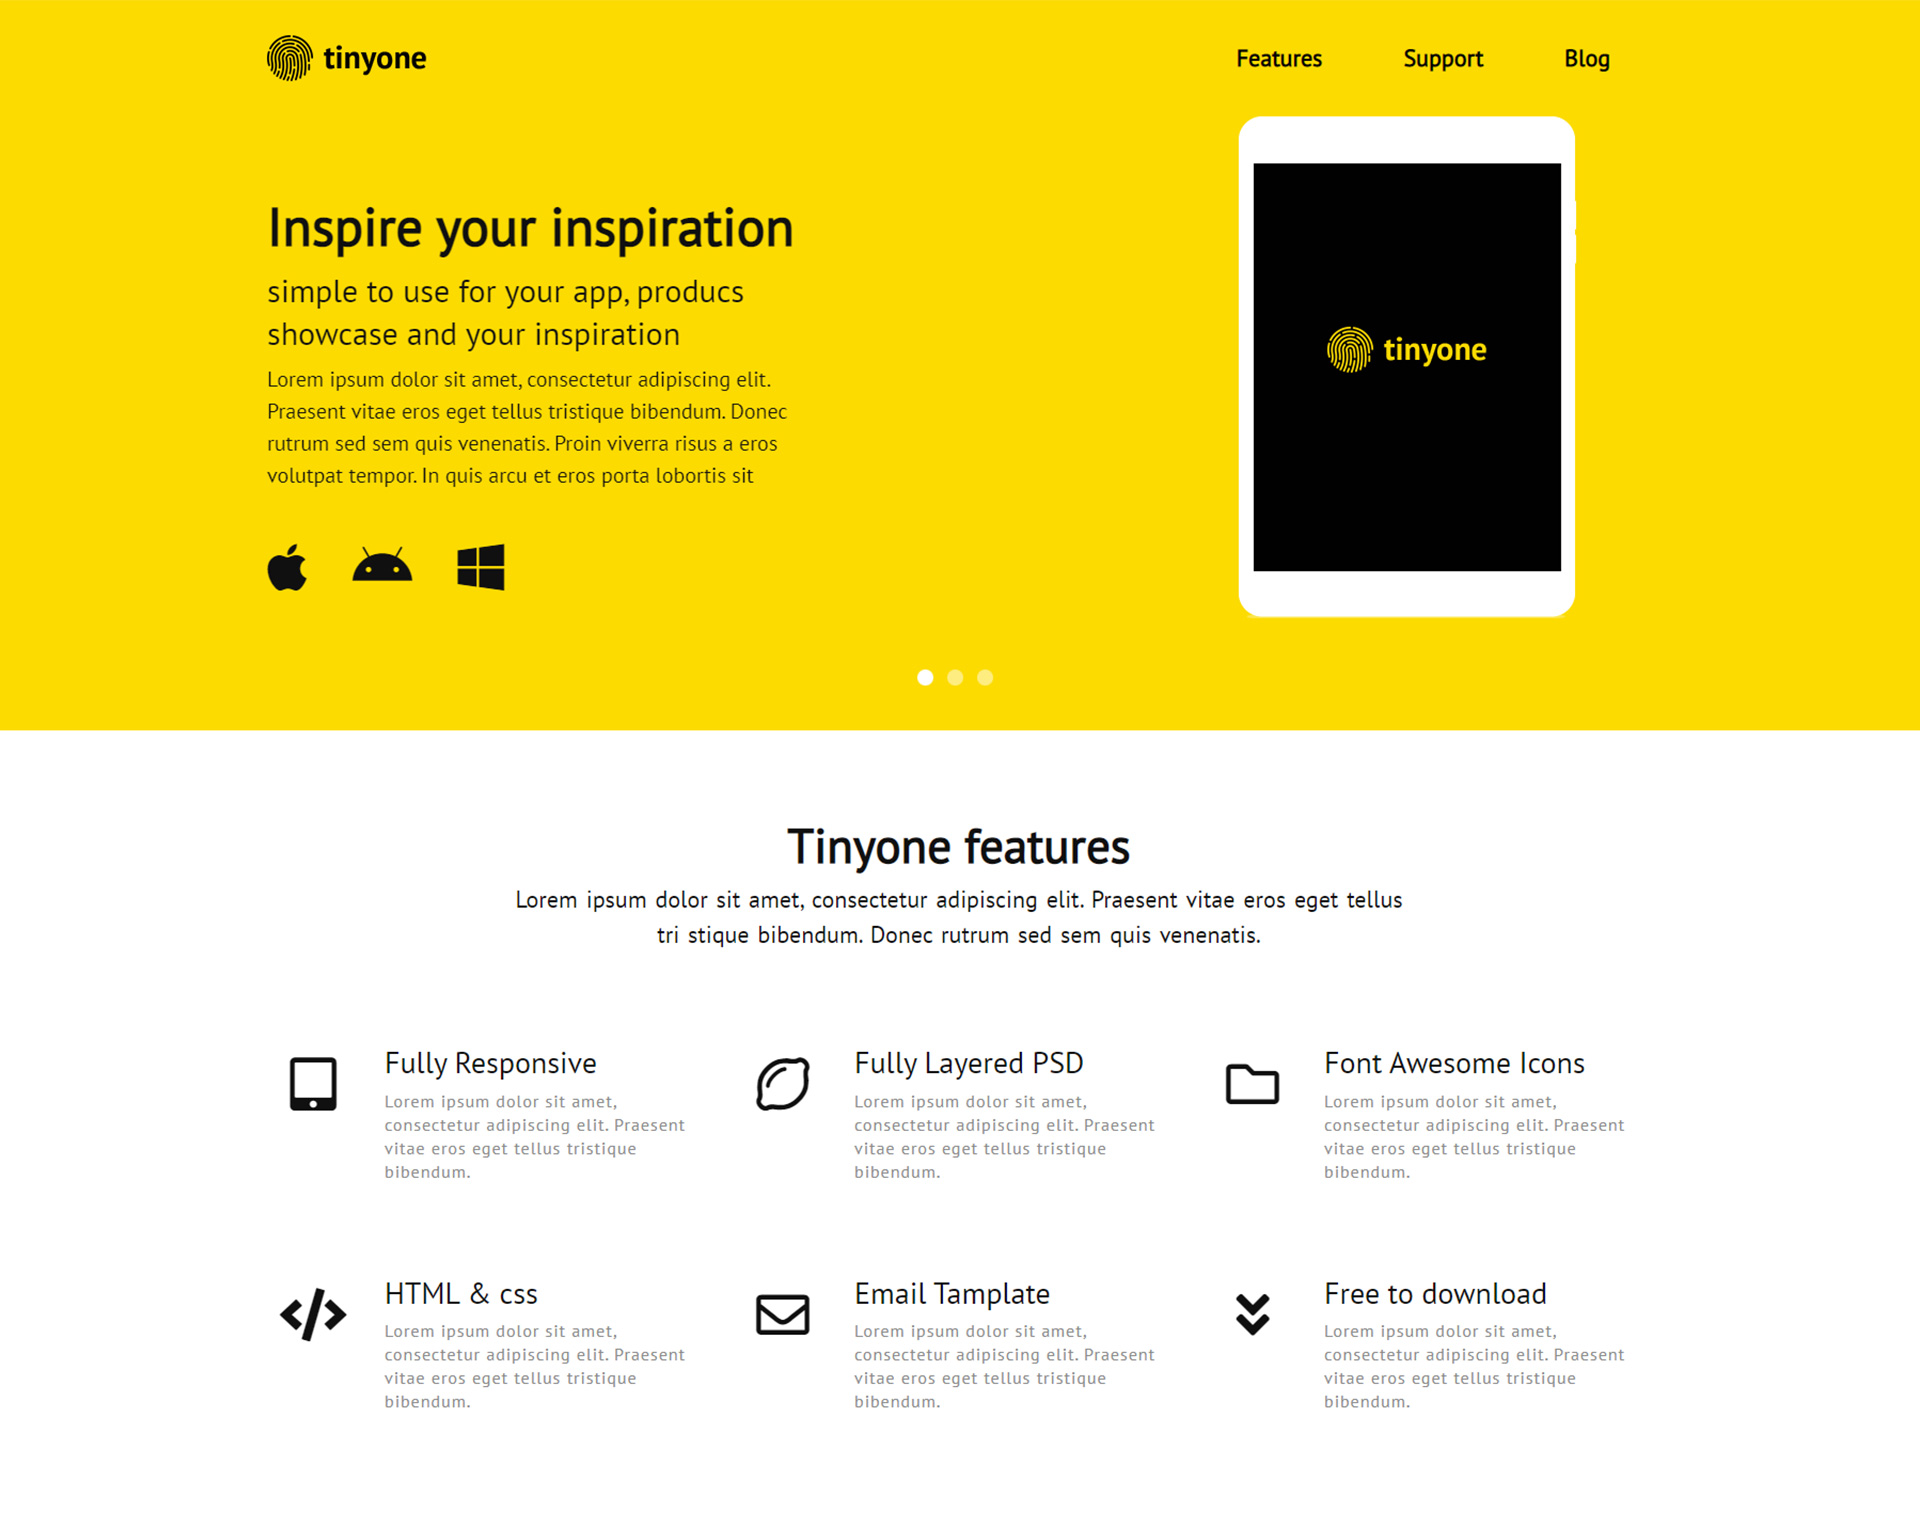 tinyone
Features
Support
Blog
Inspire your inspiration
simple to use for your app, producs
showcase and your inspiration
Lorem ipsum dolor sit amet, consectetur adipiscing elit.
Praesent vitae eros eget tellus tristique bibendum. Donec
rutrum sed sem quis venenatis. Proin viverra risus a eros
volutpat tempor. In quis arcu et eros porta lobortis sit
tinyone
Tinyone features
Lorem ipsum dolor sit amet, consectetur adipiscing elit. Praesent vitae eros eget tellus
tri stique bibendum. Donec rutrum sed sem quis venenatis.
Fully Responsive
Lorem ipsum dolor sit amet,
consectetur adipiscing elit. Praesent
vitae eros eget tellus tristique
bibendum.
Fully Layered PSD
Lorem ipsum dolor sit amet,
consectetur adipiscing elit. Praesent
vitae eros eget tellus tristique
bibendum.
Font Awesome Icons
Lorem ipsum dolor sit amet,
consectetur adipiscing elit. Praesent
vitae eros eget tellus tristique
bibendum.
HTML & css
Lorem ipsum dolor sit amet,
consectetur adipiscing elit. Praesent
vitae eros eget tellus tristique
bibendum.
Email Tamplate
Lorem ipsum dolor sit amet,
consectetur adipiscing elit. Praesent
vitae eros eget tellus tristique
bibendum.
Free to download
Lorem ipsum dolor sit amet,
consectetur adipiscing elit. Praesent
vitae eros eget tellus tristique
bibendum.